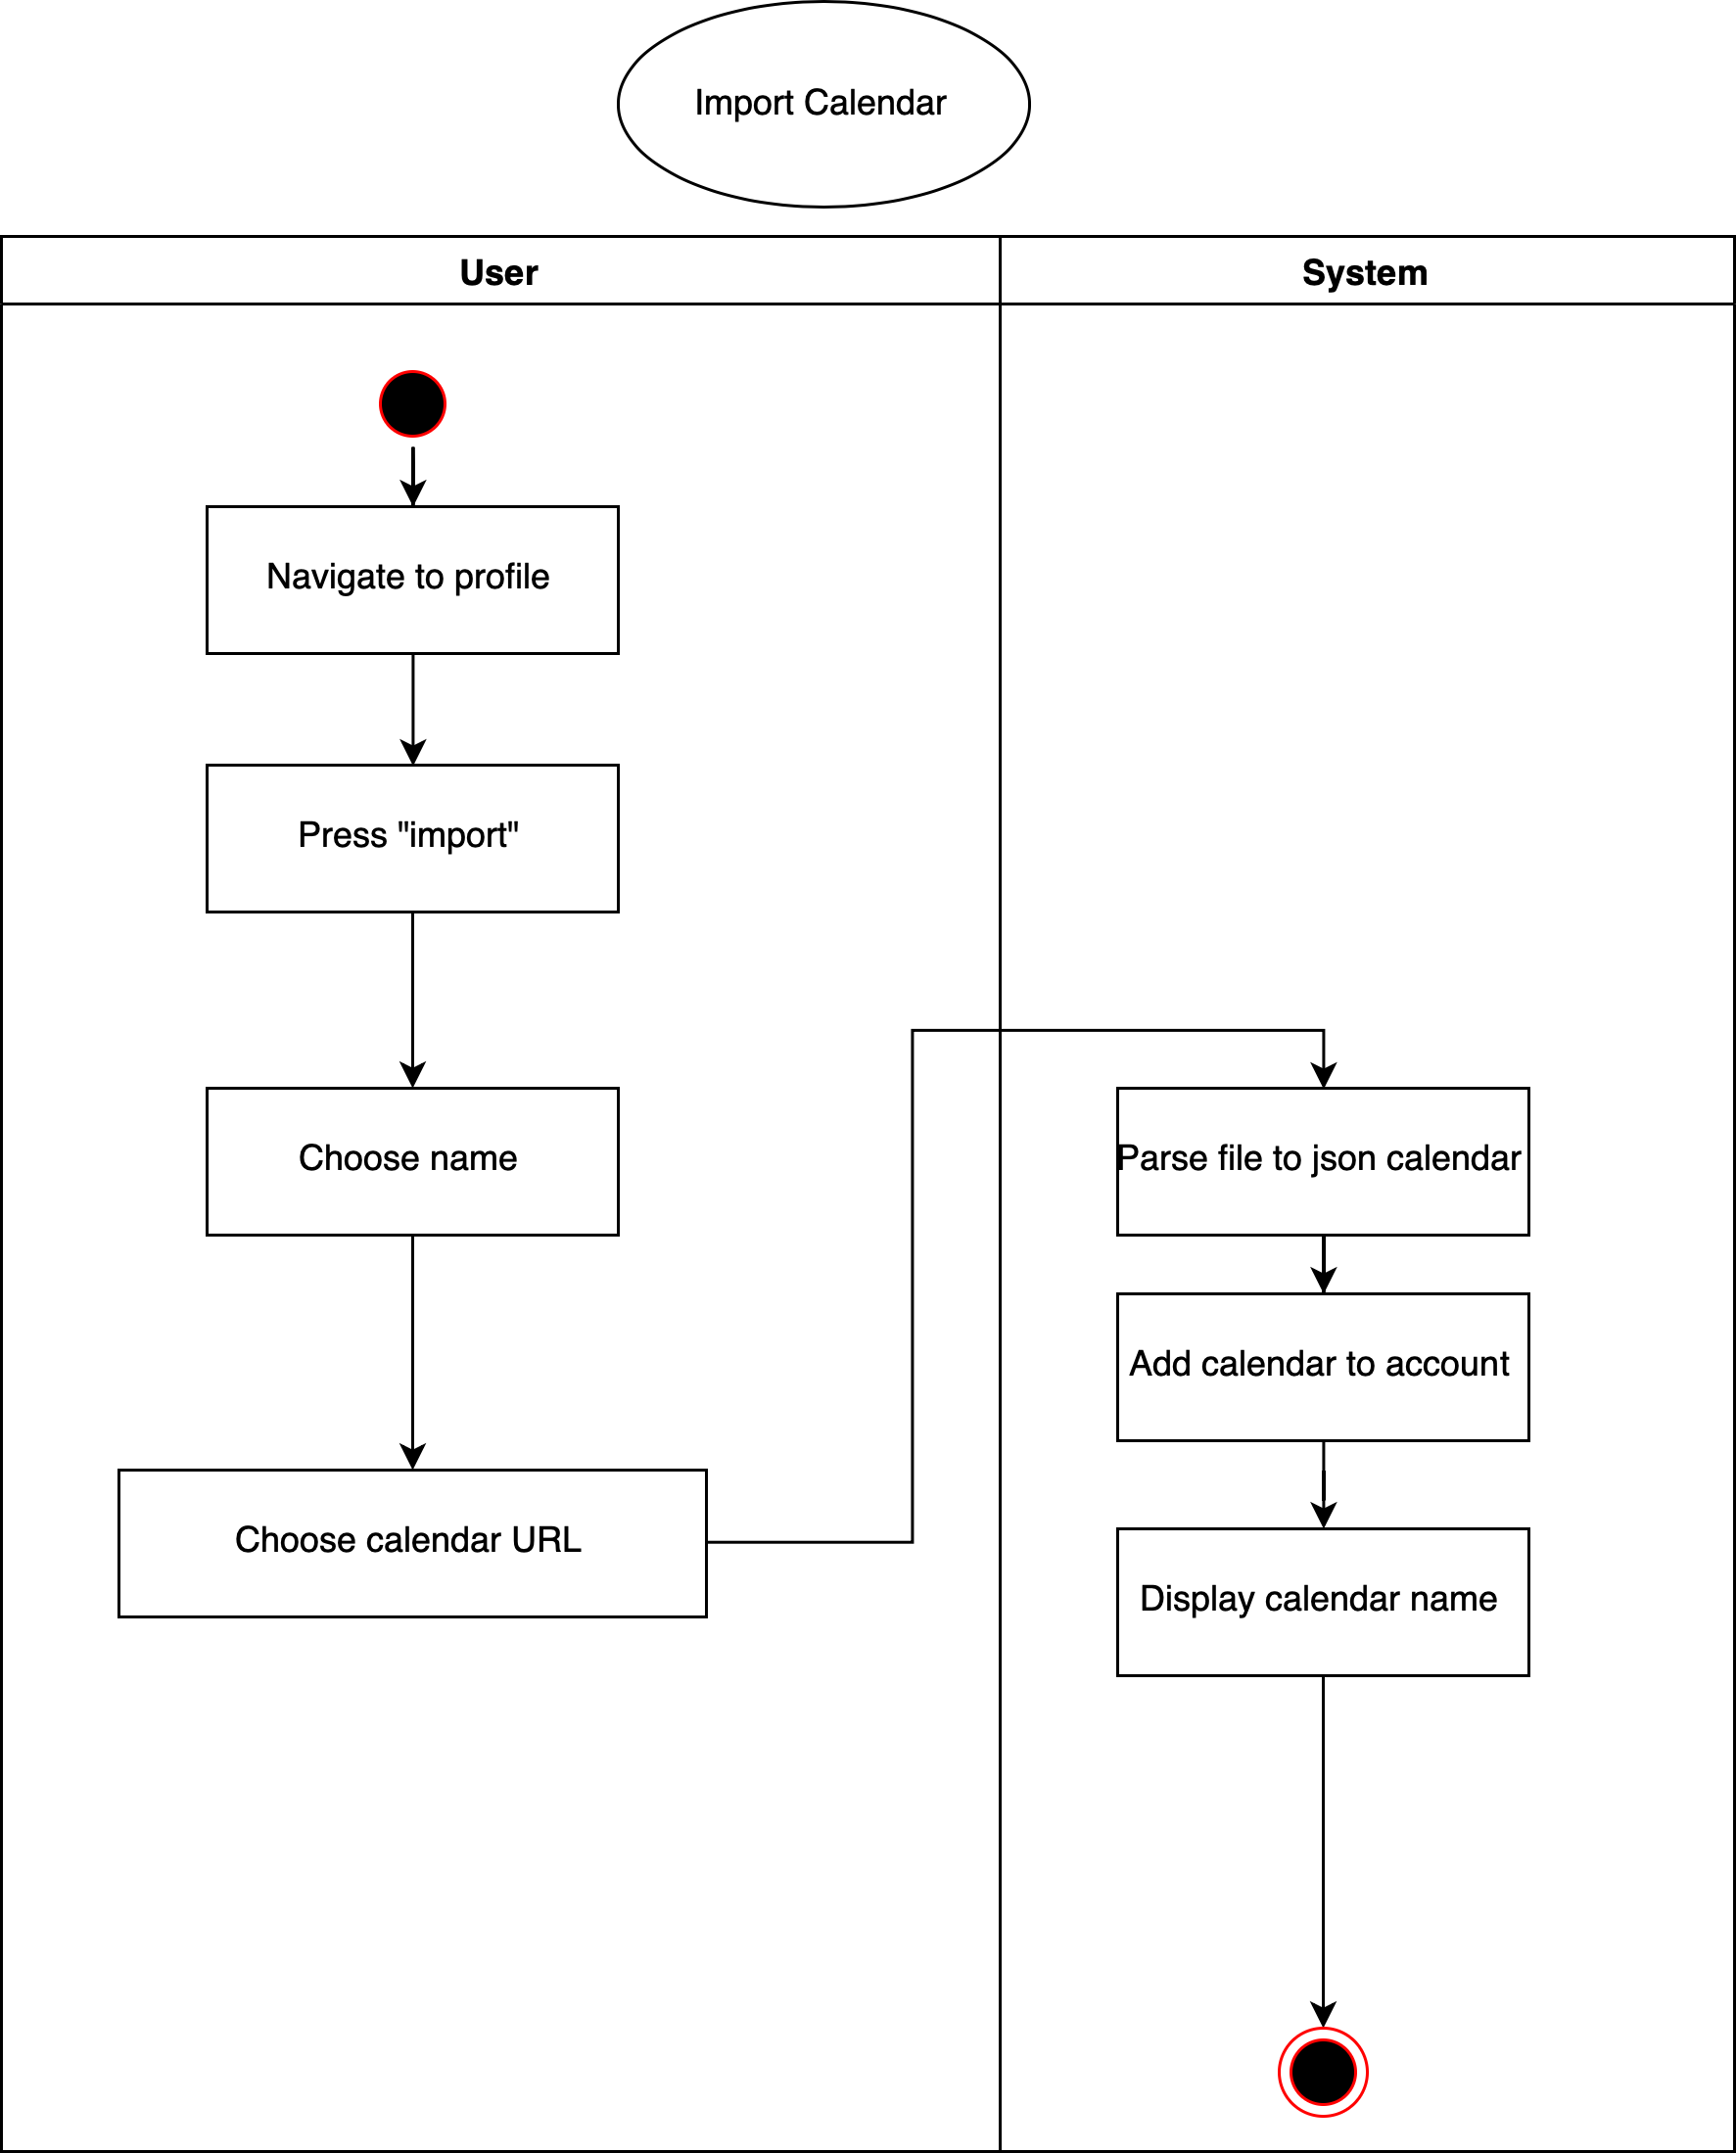 Import Calendar
User
System
Navigate to profile
Press "import"
Choose name
Choose calendar URL
Parse file to json calendar
Add calendar to account
Display calendar name